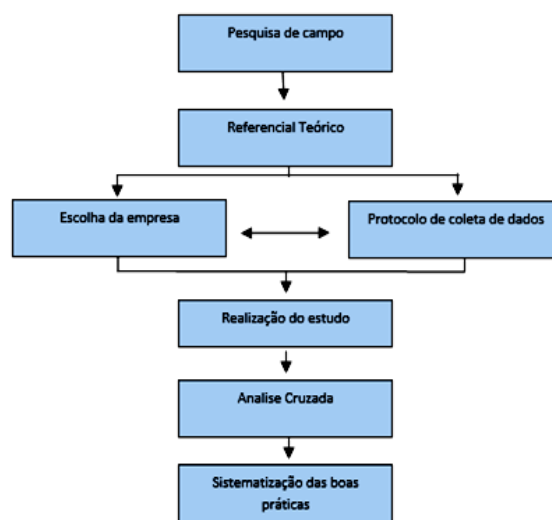 Pesquisa de campo
Referencial Teórico
Escolha da empresa
Protocolo de coleta de dados
Realização do estudo
Analise Cruzada
Sistematização das boas
práticas